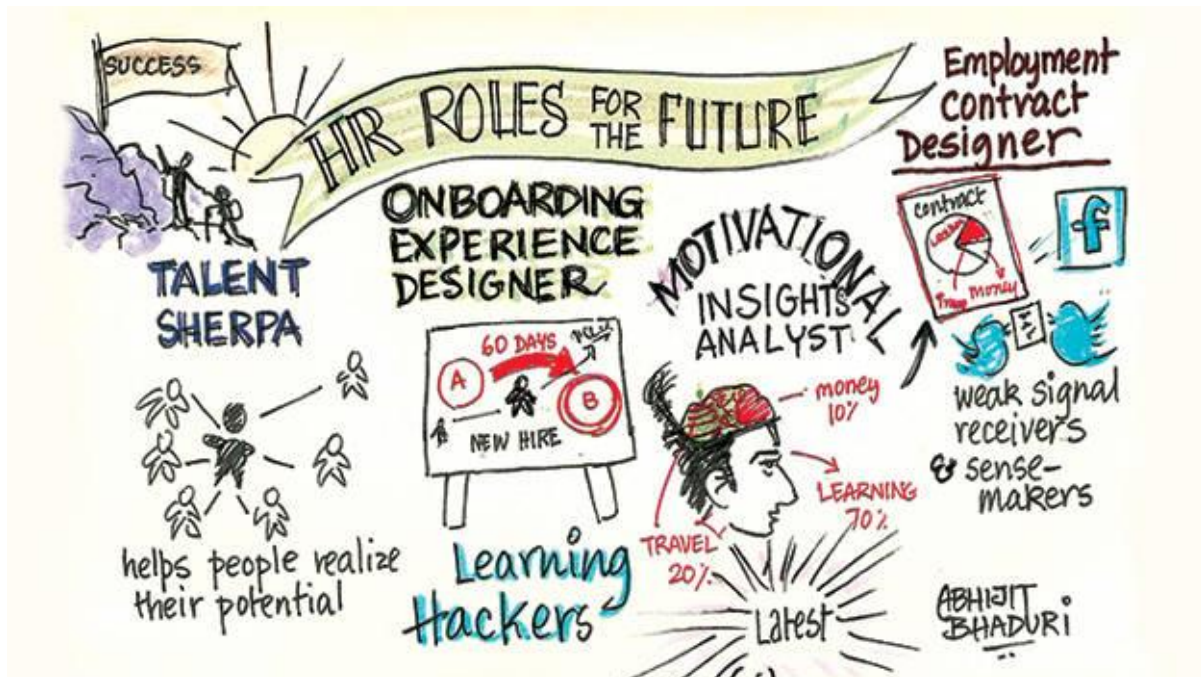 SUCCESS
HR ROLES FOR THE FUTURE
TALENT
SHERPA
helps people realize
their potential
ONBOARDING
EXPERIENCE
DESIGNER
60 DAYS
A
B
NEW HIRE
Learning
Hackers
MOTIVATIONAL
INSIGHTS
ANALYST
money
10%
LEARNING
70%
TRAVEL
20%
Latest
Employment
Contract
Designer
contract
money
f
weak signal
receivers
& sense-
makers
ABHIJIT
BHADURI